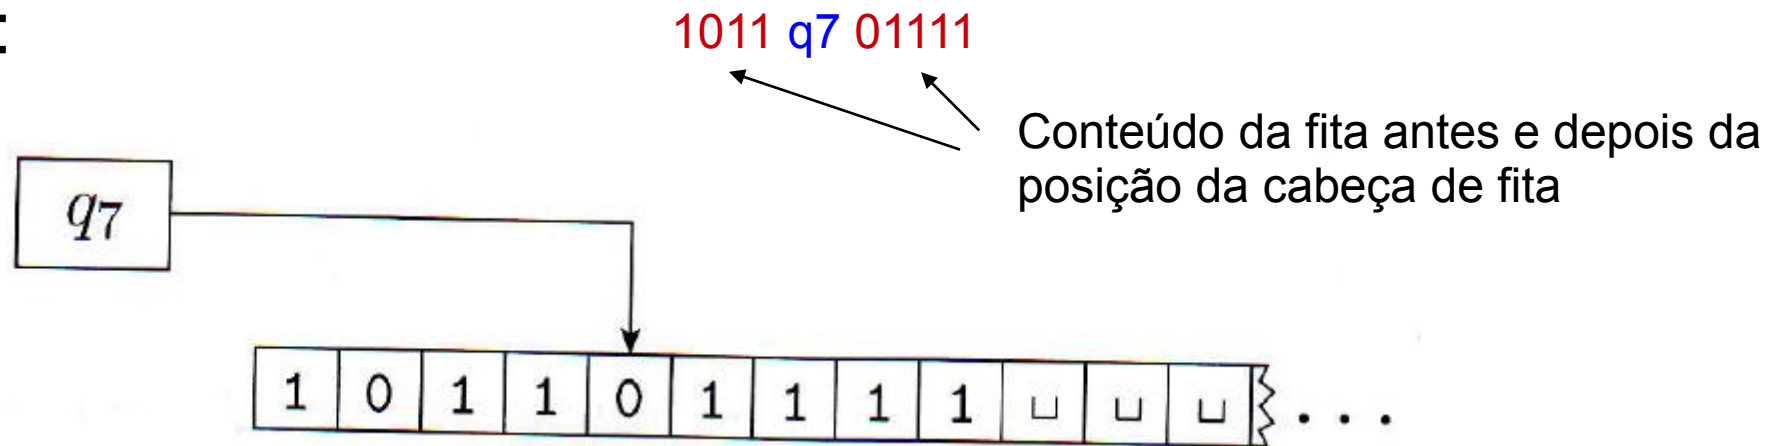 :
1011 q7 01111
Conteúdo da fita antes e depois da
posição da cabeça de fita
q7
1 0 1 1 0 1 1 1 1 ⊔ ⊔ ⊔ ...